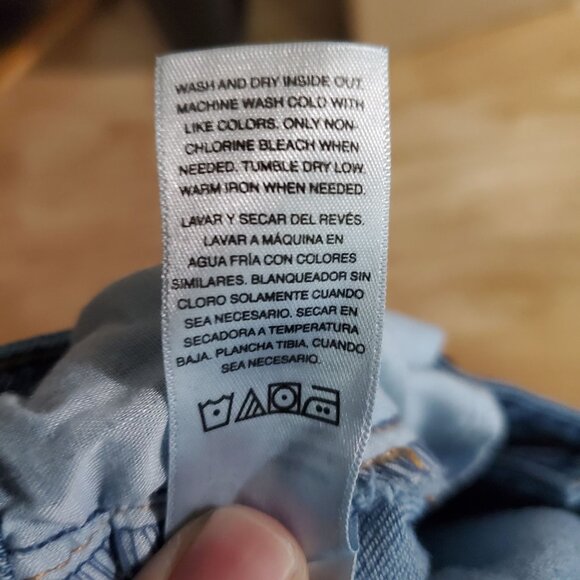 WASH AND DRY INSIDE OUT.
MACHINE WASH COLD WITH
LIKE COLORS. ONLY NON-
CHLORINE BLEACH WHEN
NEEDED. TUMBLE DRY LOW.
WARM IRON WHEN NEEDED.
LAVAR Y SECAR DEL REVÉS.
LAVAR A MÁQUINA EN
AGUA FRÍA CON COLORES
SIMILARES. BLANQUEADOR SIN
CLORO SOLAMENTE CUANDO
SEA NECESARIO. SECAR EN
SECADORA A TEMPERATURA
BAJA. PLANCHA TIBIA, CUANDO
SEA NECESARIO.